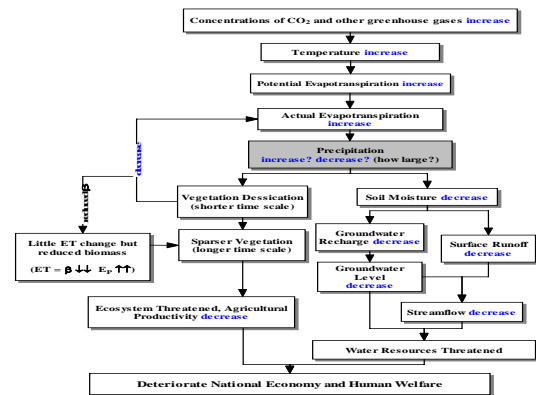 Concentrations of CO₂ and other greenhouse gases increase
Temperature increase
Potential Evapotranspiration increase
Actual Evapotranspiration
increase
Precipitation
increase? decrease? (how large?)
Vegetation Dessication
(shorter time scale)
Soil Moisture decrease
Little ET change but
reduced biomass
(ET = β ↓↓ E_P ↑↑)
Sparser Vegetation
(longer time scale)
Groundwater
Recharge decrease
Surface Runoff
decrease
Groundwater
Level
decrease
Ecosystem Threatened, Agricultural
Productivity decrease
Streamflow decrease
Water Resources Threatened
Deteriorate National Economy and Human Welfare